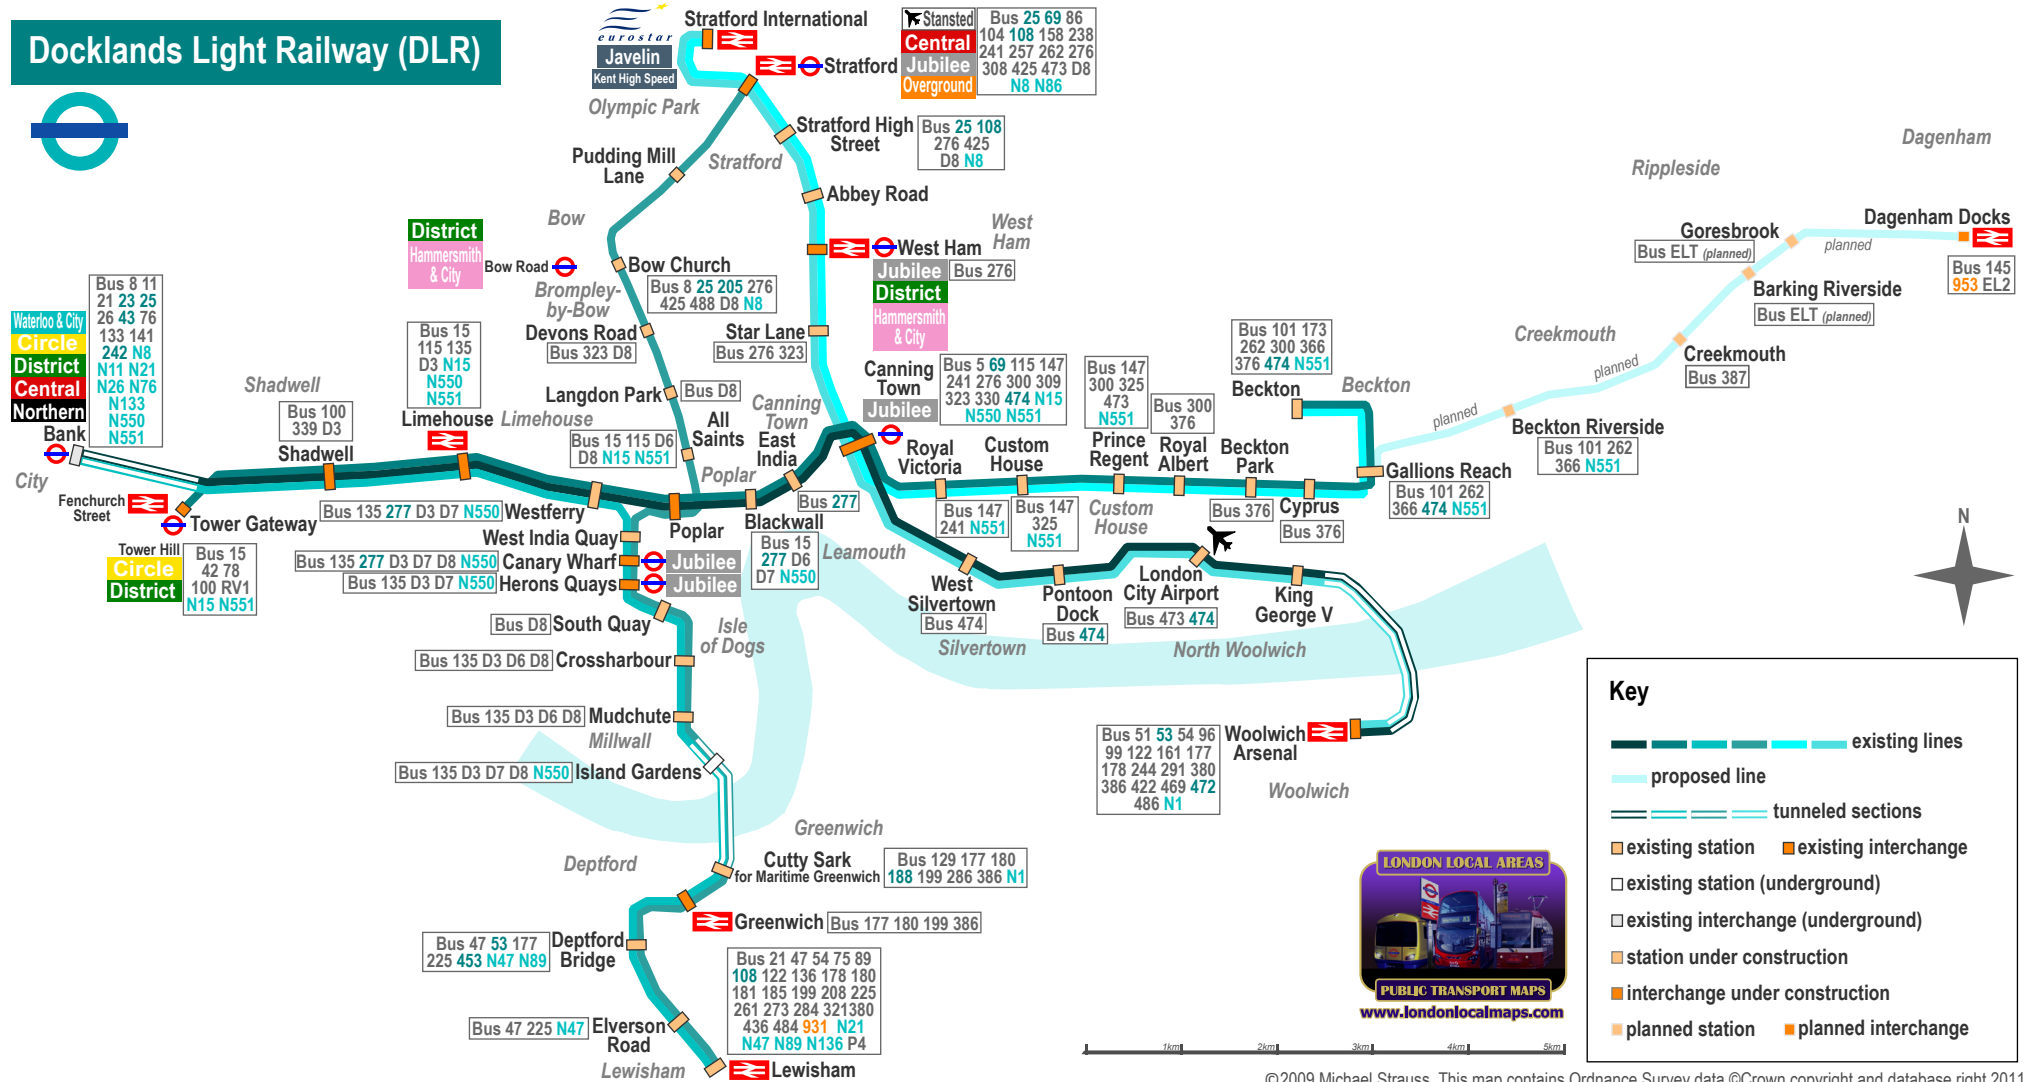 Docklands Light Railway (DLR)
eurostar
Javelin
Kent High Speed
Stratford International
Stratford
Stansted
Central
Jubilee
Overground
Bus 25 69 86
104 108 158 238
241 257 262 276
308 425 473 D8
N8 N86
Olympic Park
Stratford High
Street
Bus 25 108
276 425
D8 N8
Pudding Mill
Lane
Stratford
Abbey Road
Bow
West
Ham
West Ham
Jubilee
Bus 276
District
Hammersmith
& City
District
Hammersmith
& City
Bow Road
Bow Church
Bus 8 25 205 276
425 488 D8 N8
Brompley-
by-Bow
Devons Road
Bus 323 D8
Star Lane
Bus 276 323
Langdon Park
Bus D8
All
Saints
Bus 15 115 D6
D8 N15 N551
Canning
Town
Canning
Town
Jubilee
Bus 5 69 115 147
241 276 300 309
323 330 474 N15
N550 N551
East
India
Bus 277
Poplar
Waterloo & City
Circle
District
Central
Northern
Bus 8 11
21 23 25
26 43 76
133 141
242 N8
N11 N21
N26 N76
N133
N550
N551
Bank
City
Shadwell
Bus 100
339 D3
Shadwell
Bus 15
115 135
D3 N15
N550
N551
Limehouse
Limehouse
Fenchurch
Street
Tower Gateway
Tower Hill
Circle
District
Bus 15
42 78
100 RV1
N15 N551
Bus 135 277 D3 D7 N550
Westferry
Poplar
Blackwall
Bus 15
277 D6
D7 N550
Leamouth
West India Quay
Bus 135 277 D3 D7 D8 N550
Canary Wharf
Jubilee
Bus 135 D3 D7 N550
Herons Quays
Jubilee
Bus D8
South Quay
Isle
of Dogs
Bus 135 D3 D6 D8
Crossharbour
Bus 135 D3 D6 D8
Mudchute
Millwall
Bus 135 D3 D7 D8 N550
Island Gardens
Greenwich
Deptford
Cutty Sark
for Maritime Greenwich
Bus 129 177 180
188 199 286 386 N1
Greenwich
Bus 177 180 199 386
Bus 47 53 177
225 453 N47 N89
Deptford
Bridge
Bus 47 225 N47
Elverson
Road
Bus 21 47 54 75 89
108 122 136 178 180
181 185 199 208 225
261 273 284 321380
436 484 931 N21
N47 N89 N136 P4
Lewisham
Lewisham
Royal
Victoria
Bus 147
241 N551
Custom
House
Bus 147
325
N551
Bus 147
300 325
473
N551
Prince
Regent
Custom
House
Bus 300
376
Royal
Albert
Beckton
Park
Bus 376
Cyprus
Bus 376
Bus 101 173
262 300 366
376 474 N551
Beckton
Beckton
Gallions Reach
Bus 101 262
366 474 N551
West
Silvertown
Bus 474
Silvertown
Pontoon
Dock
Bus 474
London
City Airport
Bus 473 474
North Woolwich
King
George V
Woolwich
Arsenal
Bus 51 53 54 96
99 122 161 177
178 244 291 380
386 422 469 472
486 N1
Woolwich
planned
Beckton Riverside
Bus 101 262
366 N551
planned
Creekmouth
Creekmouth
Bus 387
Barking Riverside
Bus ELT (planned)
Goresbrook
Bus ELT (planned)
planned
Rippleside
Dagenham
Dagenham Docks
Bus 145
953 EL2
N
Key
existing lines
proposed line
tunneled sections
existing station
existing interchange
existing station (underground)
existing interchange (underground)
station under construction
interchange under construction
planned station
planned interchange
LONDON LOCAL AREAS
PUBLIC TRANSPORT MAPS
www.londonlocalmaps.com
1km 2km 3km 4km 5km
©2009 Michael Strauss. This map contains Ordnance Survey data ©Crown copyright and database right 2011